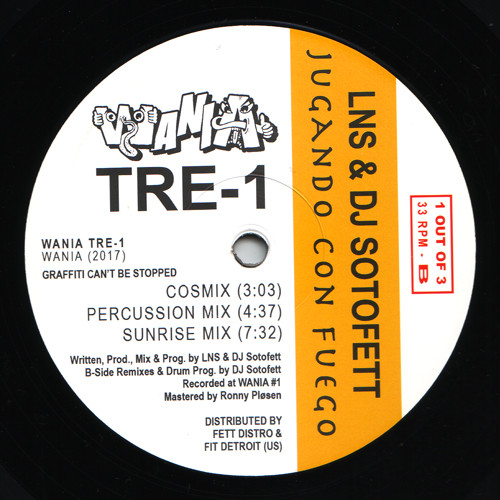 WANIA
TRE-1
WANIA TRE-1
WANIA (2017)
GRAFFITI CAN'T BE STOPPED
COSMIX (3:03)
PERCUSSION MIX (4:37)
SUNRISE MIX (7:32)
Written, Prod., Mix & Prog. by LNS & DJ Sotofett
B-Side Remixes & Drum Prog. by DJ Sotofett
Recorded at WANIA #1
Mastered by Ronny Pløsen
DISTRIBUTED BY
FETT DISTRO &
FIT DETROIT (US)
LNS & DJ SOTOFETT
JUGANDO CON FUEGO
1 OUT OF 3
33 RPM - B